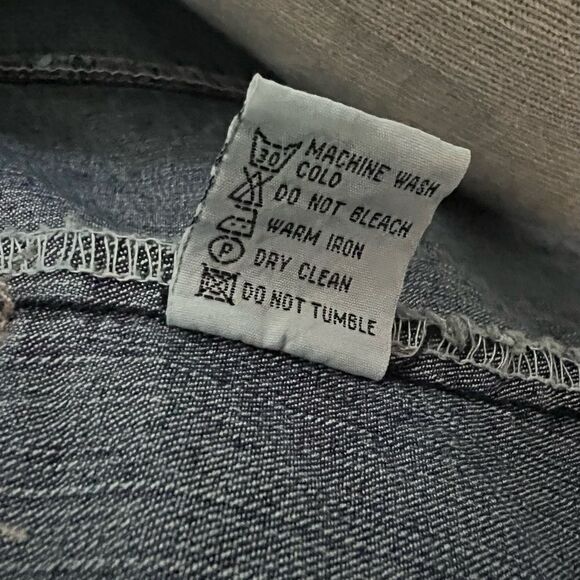 30 MACHINE WASH
COLD
DO NOT BLEACH
WARM IRON
P DRY CLEAN
DO NOT TUMBLE